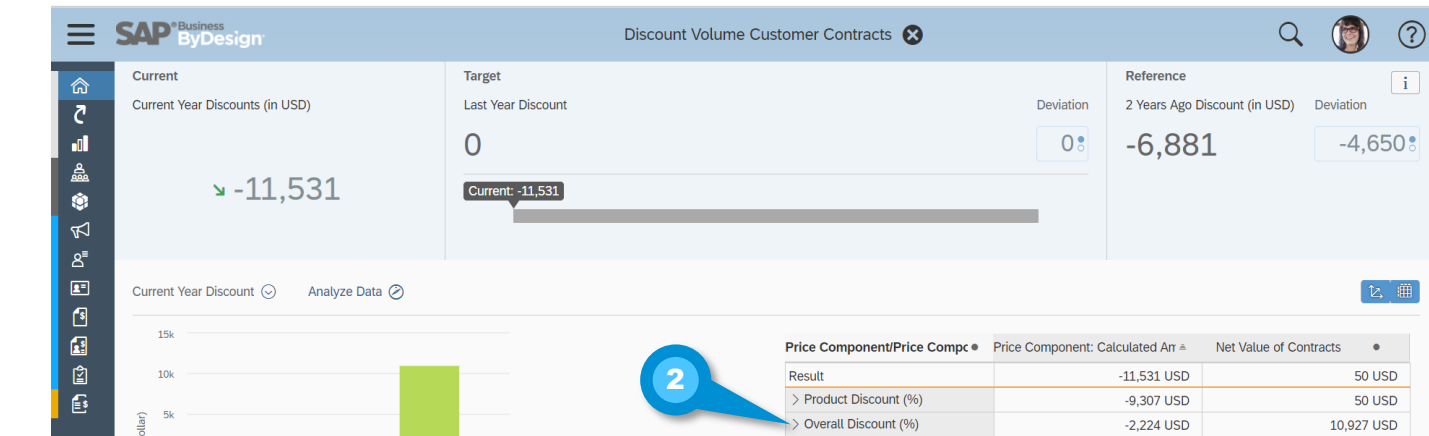 SAP Business ByDesign
Discount Volume Customer Contracts
?
Current
Current Year Discounts (in USD)
-11,531
Target
Last Year Discount
Deviation
0
0
Current: -11,531
Reference
i
2 Years Ago Discount (in USD)
Deviation
-6,881
-4,650
Current Year Discount
Analyze Data
15k
10k
5k
2
Price Component/Price Compc
Price Component: Calculated Am
Net Value of Contracts
Result
-11,531 USD
50 USD
Product Discount (%)
-9,307 USD
50 USD
Overall Discount (%)
-2,224 USD
10,927 USD